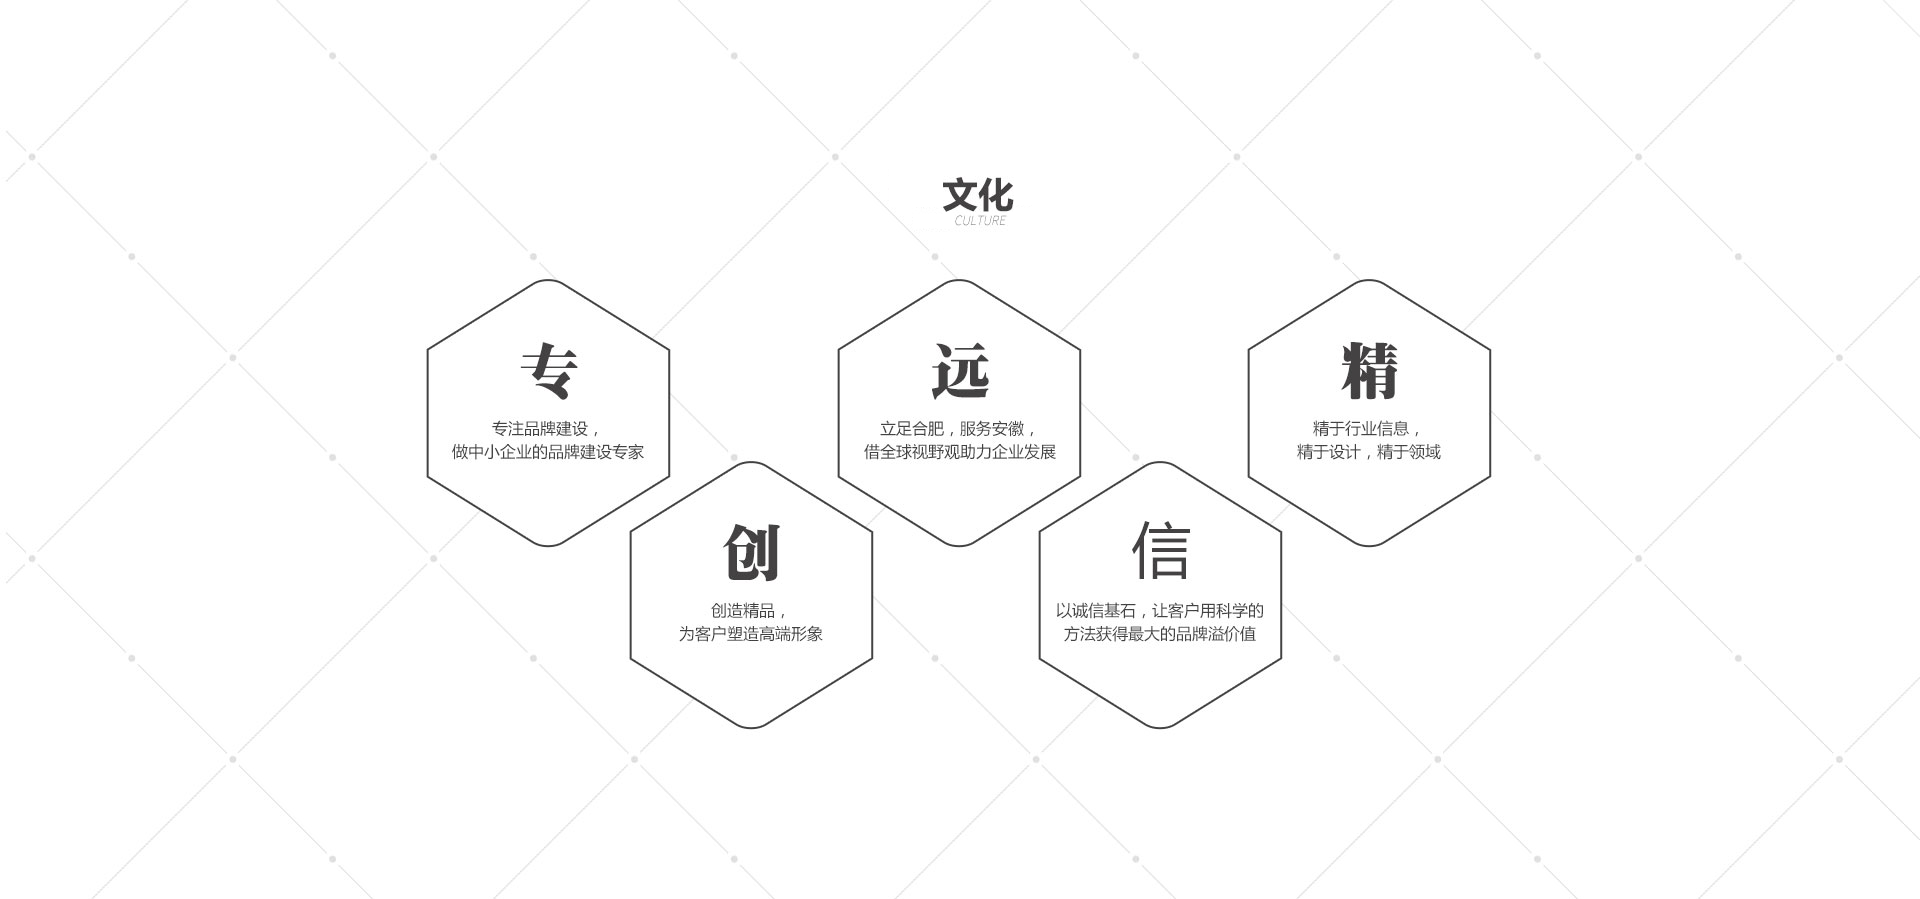 文化
CULTURE
专
专注品牌建设，
做中小企业的品牌建设专家
创
创造精品，
为客户塑造高端形象
远
立足合肥，服务安徽，
借全球视野观助力企业发展
信
以诚信基石，让客户用科学的
方法获得最大的品牌溢价值
精
精于行业信息，
精于设计，精于领域